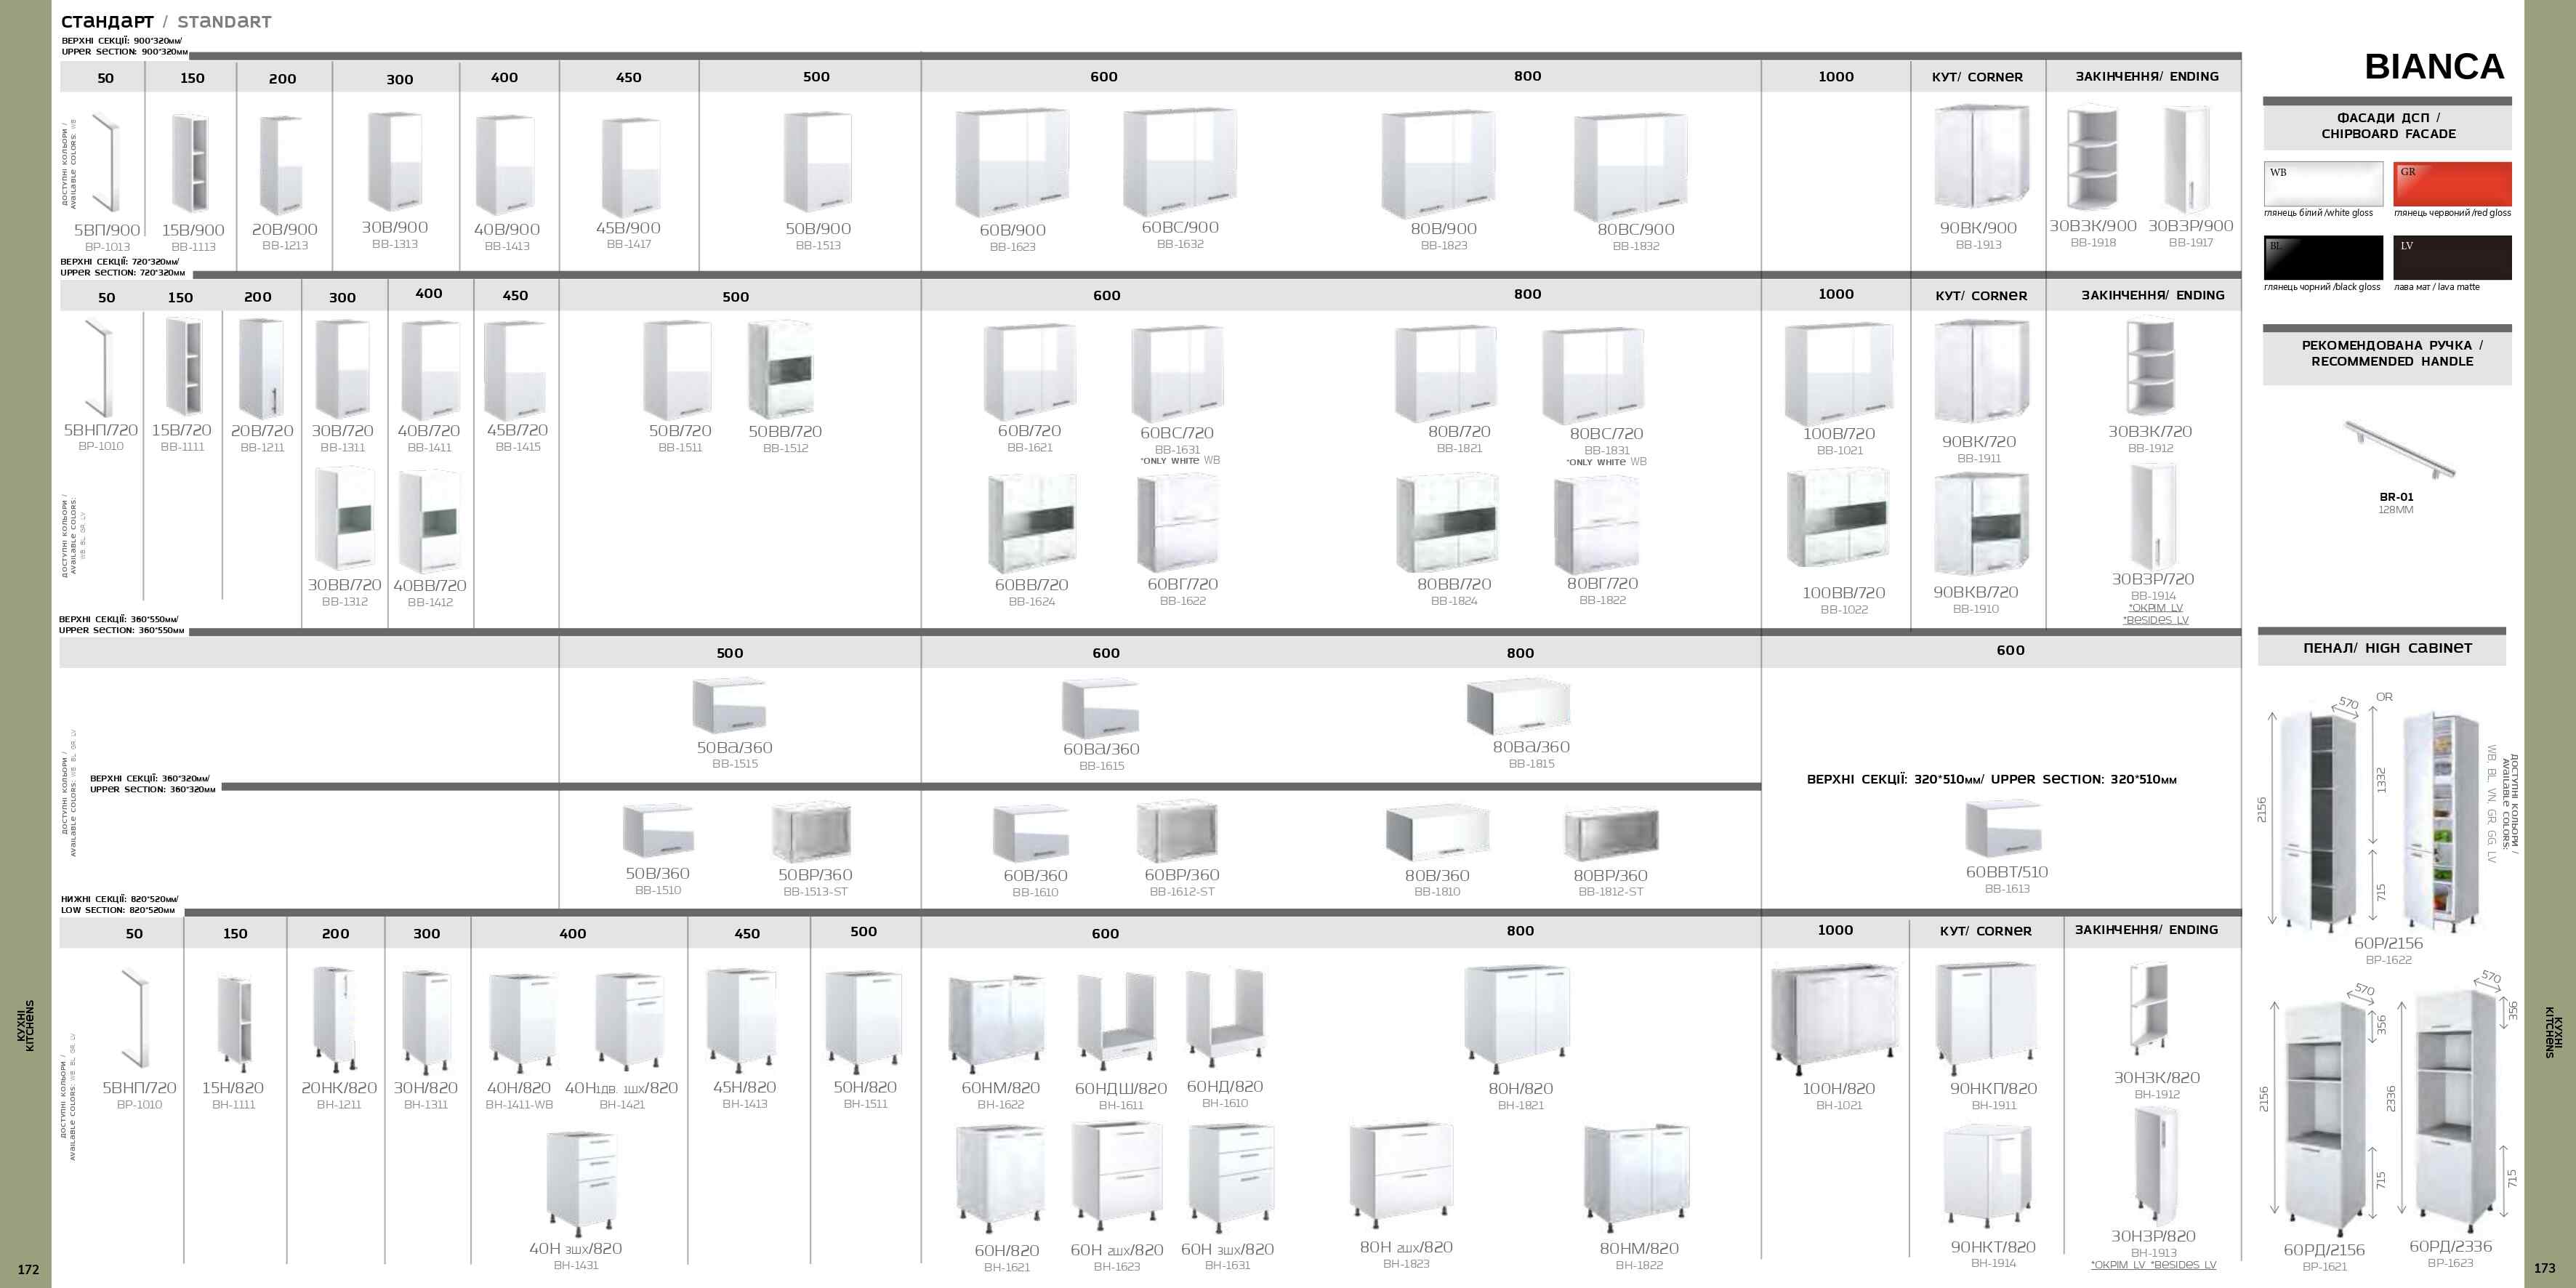 СТАНДАРТ / STANDART
ВЕРХНІ СЕКЦІЇ: 900*320мм/
UPPER SECTION: 900*320мм
50 150 200 300 400 450 500 600 800 1000 КУТ/ CORNER ЗАКІНЧЕННЯ/ ENDING
ДОСТУПНІ КОЛЬОРИ /
AVAILABLE COLORS: WB
5ВП/900 15В/900 20В/900 30В/900 40В/900 45В/900 50В/900 60В/900 60ВС/900 80В/900 80ВС/900 90ВК/900 30ВЗК/900 30ВЗР/900
ВР-1013 ВВ-1113 ВВ-1213 ВВ-1313 ВВ-1413 ВВ-1417 ВВ-1513 ВВ-1623 ВВ-1632 ВВ-1823 ВВ-1832 ВВ-1913 ВВ-1918 ВВ-1917
ВЕРХНІ СЕКЦІЇ: 720*320мм/
UPPER SECTION: 720*320мм
50 150 200 300 400 450 500 600 800 1000 КУТ/ CORNER ЗАКІНЧЕННЯ/ ENDING
5ВНП/720 15В/720 20В/720 30В/720 40В/720 45В/720 50В/720 50ВВ/720 60В/720 60ВС/720 80В/720 80ВС/720 100В/720 90ВК/720 30ВЗК/720
ВР-1010 ВВ-1111 ВВ-1211 ВВ-1311 ВВ-1411 ВВ-1415 ВВ-1511 ВВ-1512 ВВ-1621 ВВ-1631 ВВ-1821 ВВ-1831 ВВ-1021 ВВ-1911 ВВ-1912
*ONLY WHITE WB *ONLY WHITE WB
ДОСТУПНІ КОЛЬОРИ /
AVAILABLE COLORS:
WB, BL, GR, LV
30ВВ/720 40ВВ/720 60ВВ/720 60ВГ/720 80ВВ/720 80ВГ/720 100ВВ/720 90ВКВ/720 30ВЗР/720
ВВ-1312 ВВ-1412 ВВ-1624 ВВ-1622 ВВ-1824 ВВ-1822 ВВ-1022 ВВ-1910 ВВ-1914
*ОКРІМ LV
*BESIDES LV
ВЕРХНІ СЕКЦІЇ: 360*550мм/
UPPER SECTION: 360*550мм
500 600 800 600
50ВА/360 60ВА/360 80ВА/360
ВВ-1515 ВВ-1615 ВВ-1815
ДОСТУПНІ КОЛЬОРИ /
AVAILABLE COLORS: WB, BL, GR, LV
ВЕРХНІ СЕКЦІЇ: 360*320мм/
UPPER SECTION: 360*320мм
ВЕРХНІ СЕКЦІЇ: 320*510мм/ UPPER SECTION: 320*510мм
50В/360 50ВР/360 60В/360 60ВР/360 80В/360 80ВР/360 60ВВТ/510
ВВ-1510 ВВ-1513-ST ВВ-1610 ВВ-1612-ST ВВ-1810 ВВ-1812-ST ВВ-1613
НИЖНІ СЕКЦІЇ: 820*520мм/
LOW SECTION: 820*520мм
50 150 200 300 400 450 500 600 800 1000 КУТ/ CORNER ЗАКІНЧЕННЯ/ ENDING
ДОСТУПНІ КОЛЬОРИ /
AVAILABLE COLORS: WB, BL, GR, LV
5ВНП/720 15Н/820 20НК/820 30Н/820 40Н/820 40Н1ДВ. 1ШХ/820 45Н/820 50Н/820 60НМ/820 60НДШ/820 60НД/820 80Н/820 100Н/820 90НКП/820 30НЗК/820
ВР-1010 ВН-1111 ВН-1211 ВН-1311 ВН-1411-WB ВН-1421 ВН-1413 ВН-1511 ВН-1622 ВН-1611 ВН-1610 ВН-1821 ВН-1021 ВН-1911 ВН-1912
40Н 3ШХ/820 60Н/820 60Н 2ШХ/820 60Н 3ШХ/820 80Н 2ШХ/820 80НМ/820 90НКТ/820 30НЗР/820
ВН-1431 ВН-1621 ВН-1623 ВН-1631 ВН-1823 ВН-1822 ВН-1914 ВН-1913
*ОКРІМ LV *BESIDES LV
КУХНІ
KITCHENS
172
BIANCA
ФАСАДИ ДСП /
CHIPBOARD FACADE
WB GR
глянець білий /white gloss глянець червоний /red gloss
BL LV
глянець чорний /black gloss лава мат / lava matte
РЕКОМЕНДОВАНА РУЧКА /
RECOMMENDED HANDLE
BR-01
128ММ
ПЕНАЛ/ HIGH CABINET
570 OR
2156 1332 715
ДОСТУПНІ КОЛЬОРИ /
AVAILABLE COLORS:
WB, BL, VN, GR, GG, LV
60Р/2156
ВР-1622
570 570
2156 356 715 2336 356 715
60РД/2156 60РД/2336
ВР-1621 ВР-1623
КУХНІ
KITCHENS
173